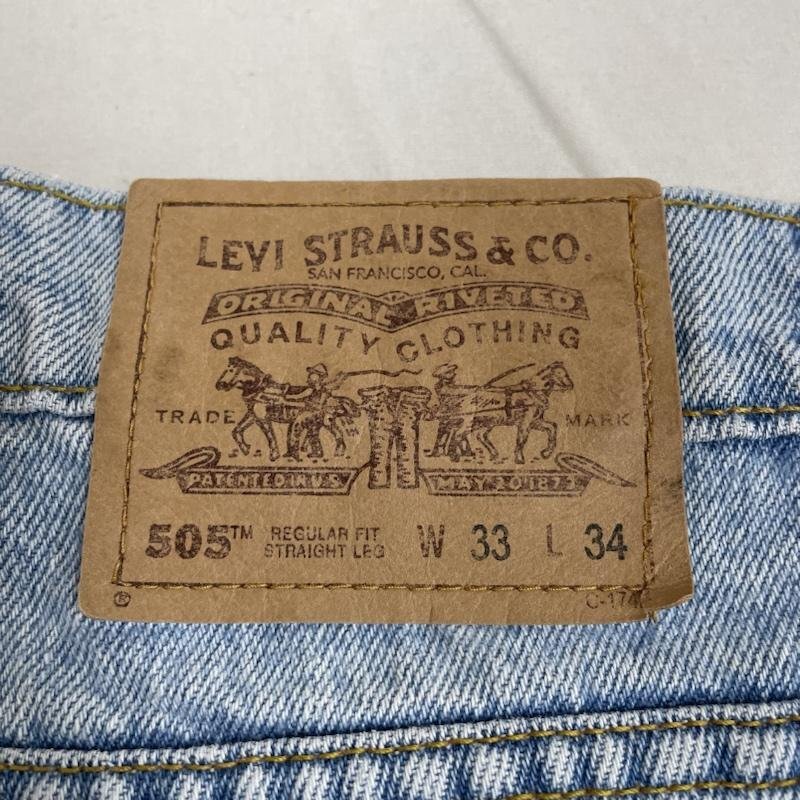 LEVI STRAUSS & CO.
SAN FRANCISCO, CAL.
ORIGINAL RIVETED
QUALITY CLOTHING
TRADE MARK
PATENTED IN U.S. MAY 20 1873
505™ REGULAR FIT STRAIGHT LEG W 33 L 34
®